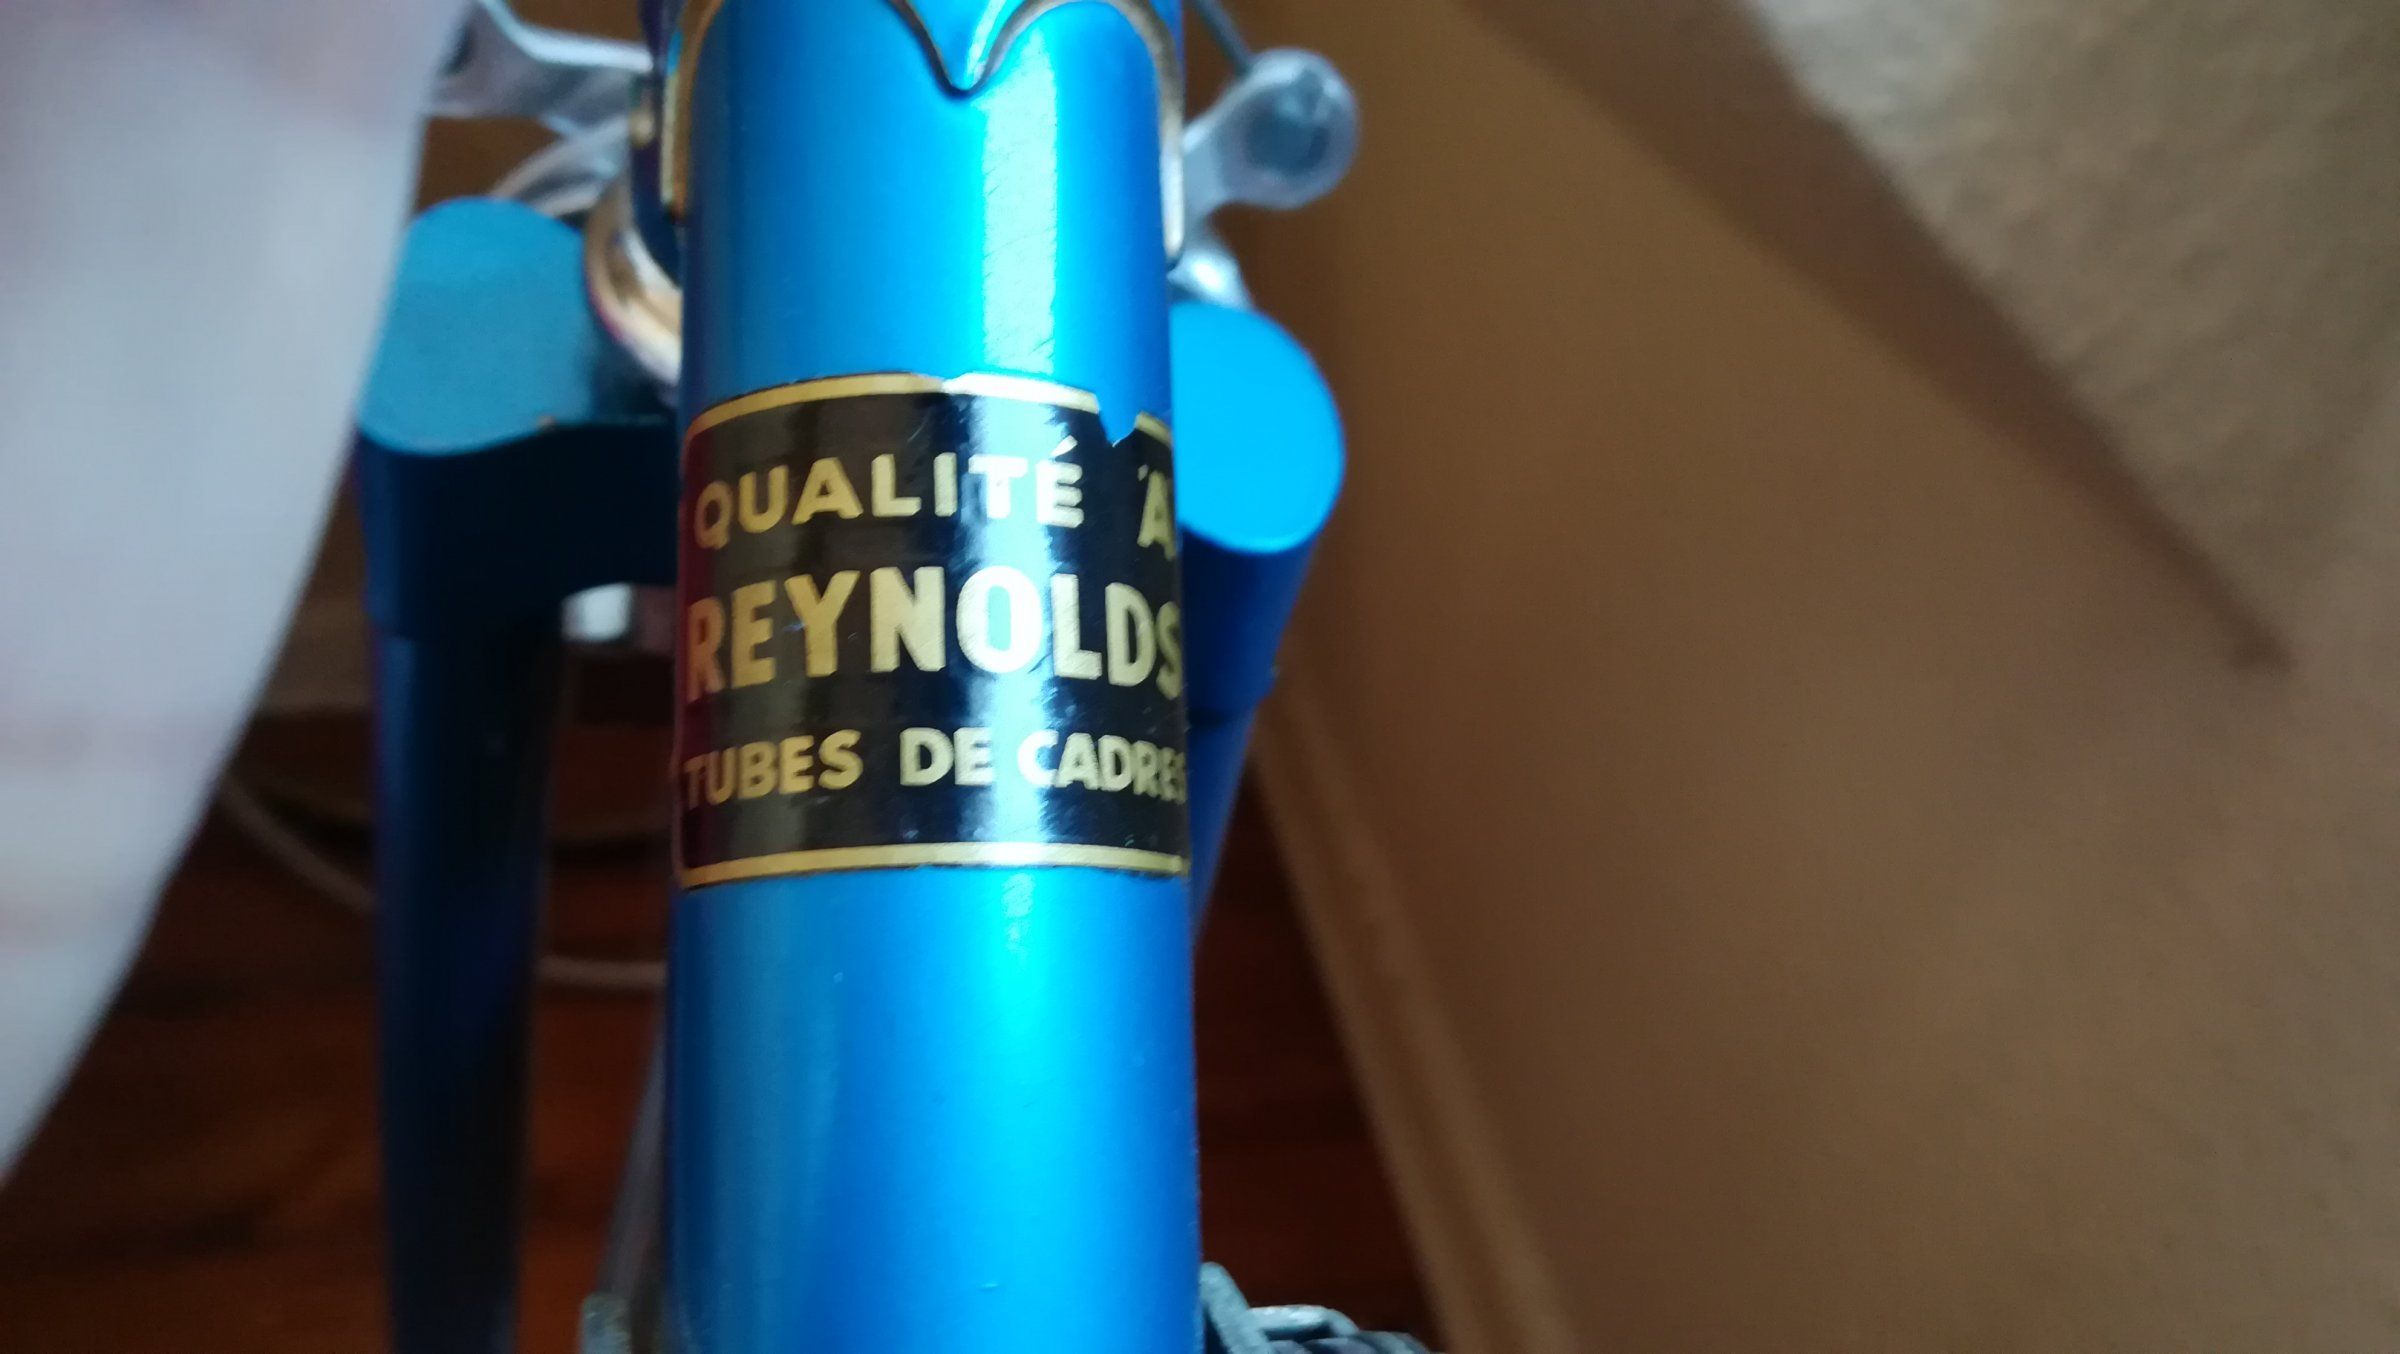 QUALITÉ 'A'
REYNOLDS
TUBES DE CADRES